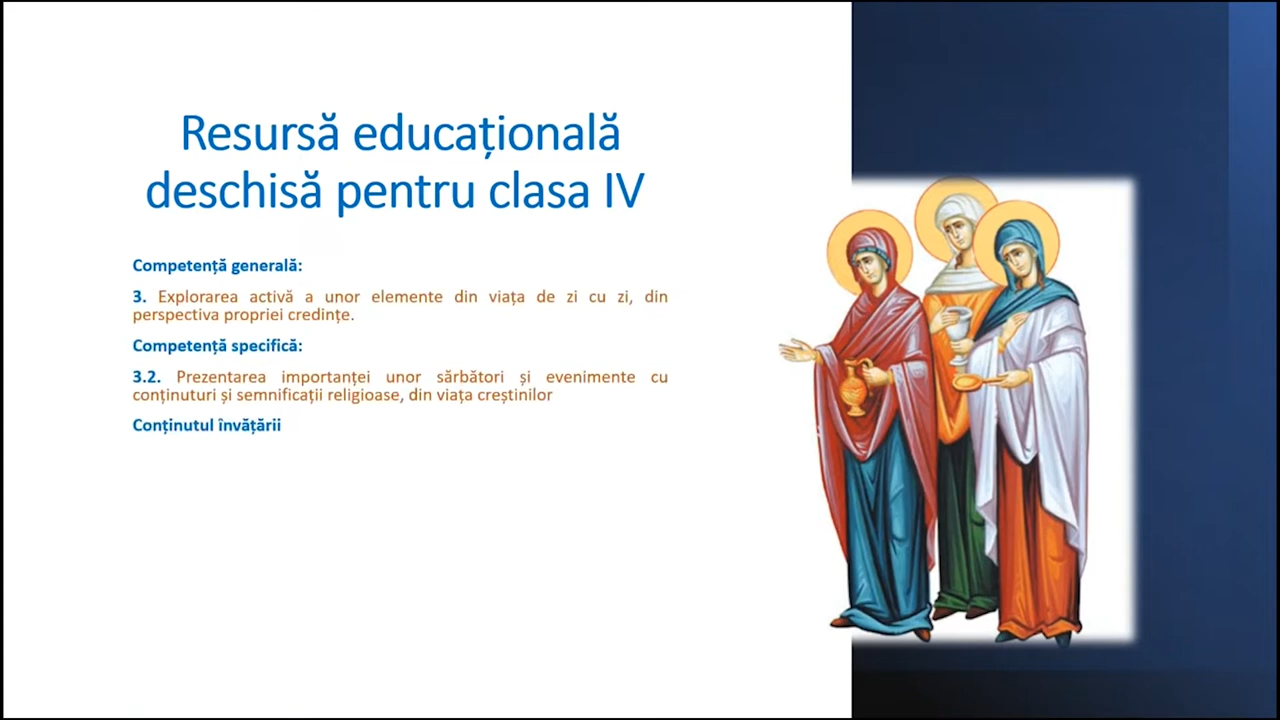 Resursă educațională
deschisă pentru clasa IV
Competență generală:
3. Explorarea activă a unor elemente din viața de zi cu zi, din
perspectiva propriei credințe.
Competență specifică:
3.2. Prezentarea importanței unor sărbători și evenimente cu
conținuturi și semnificații religioase, din viața creștinilor
Conținutul învățării